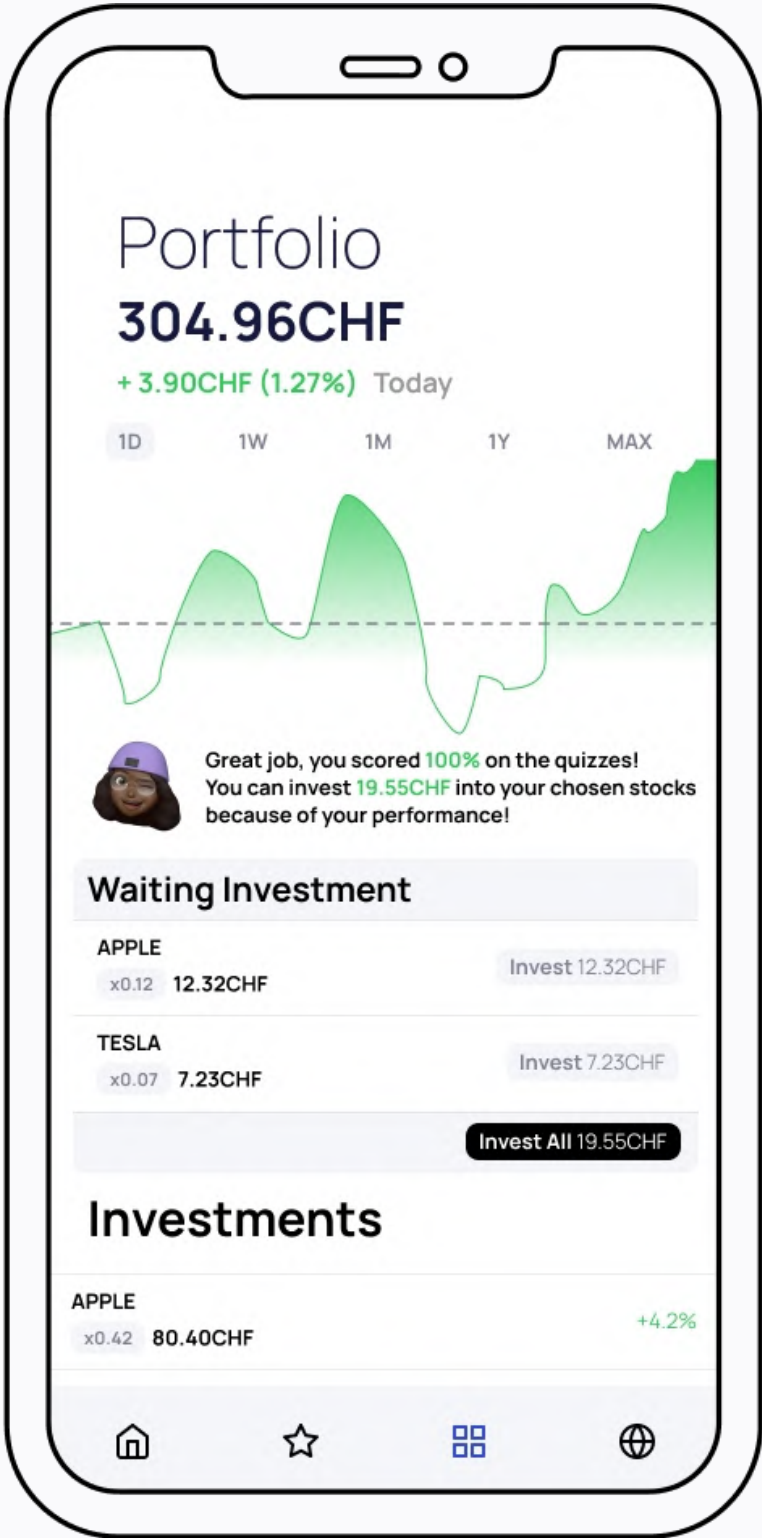 Portfolio
304.96CHF
+ 3.90CHF (1.27%) Today
1D 1W 1M 1Y MAX
Great job, you scored 100% on the quizzes!
You can invest 19.55CHF into your chosen stocks
because of your performance!
Waiting Investment
APPLE
x0.12 12.32CHF
Invest 12.32CHF
TESLA
x0.07 7.23CHF
Invest 7.23CHF
Invest All 19.55CHF
Investments
APPLE
x0.42 80.40CHF
+4.2%